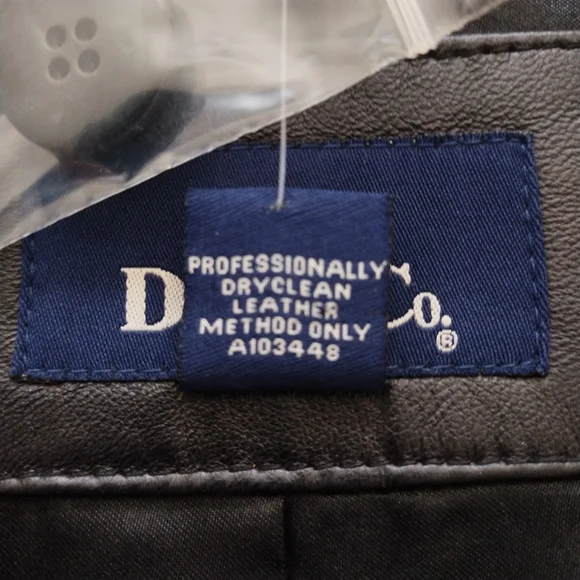 PROFESSIONALLY
DRYCLEAN
LEATHER
METHOD ONLY
A103448
D Co.®